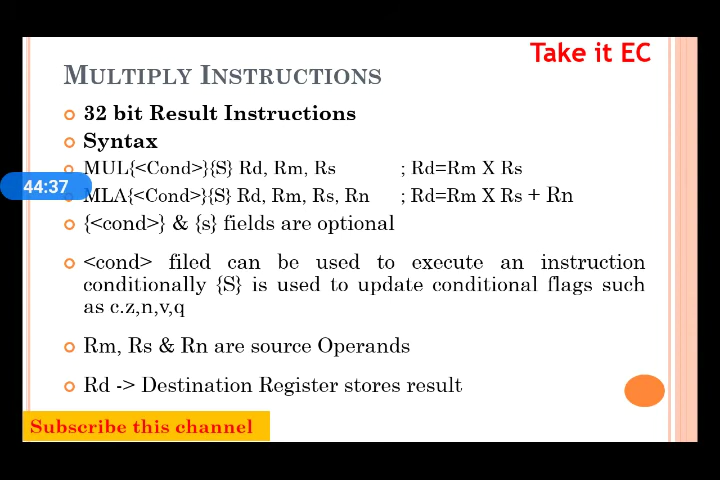 Take it EC
MULTIPLY INSTRUCTIONS
32 bit Result Instructions
Syntax
MUL{<Cond>}{S} Rd, Rm, Rs ; Rd=Rm X Rs
44:37
MLA{<Cond>}{S} Rd, Rm, Rs, Rn ; Rd=Rm X Rs + Rn
{<cond>} & {s} fields are optional
<cond> filed can be used to execute an instruction
conditionally {S} is used to update conditional flags such
as c.z,n,v,q
Rm, Rs & Rn are source Operands
Rd -> Destination Register stores result
Subscribe this channel